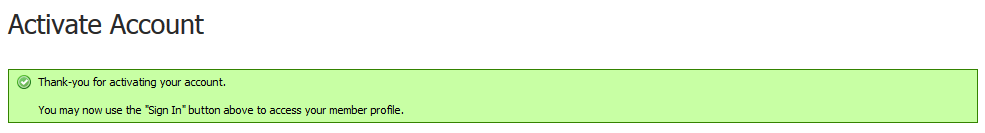 Activate Account
Thank-you for activating your account.
You may now use the "Sign In" button above to access your member profile.